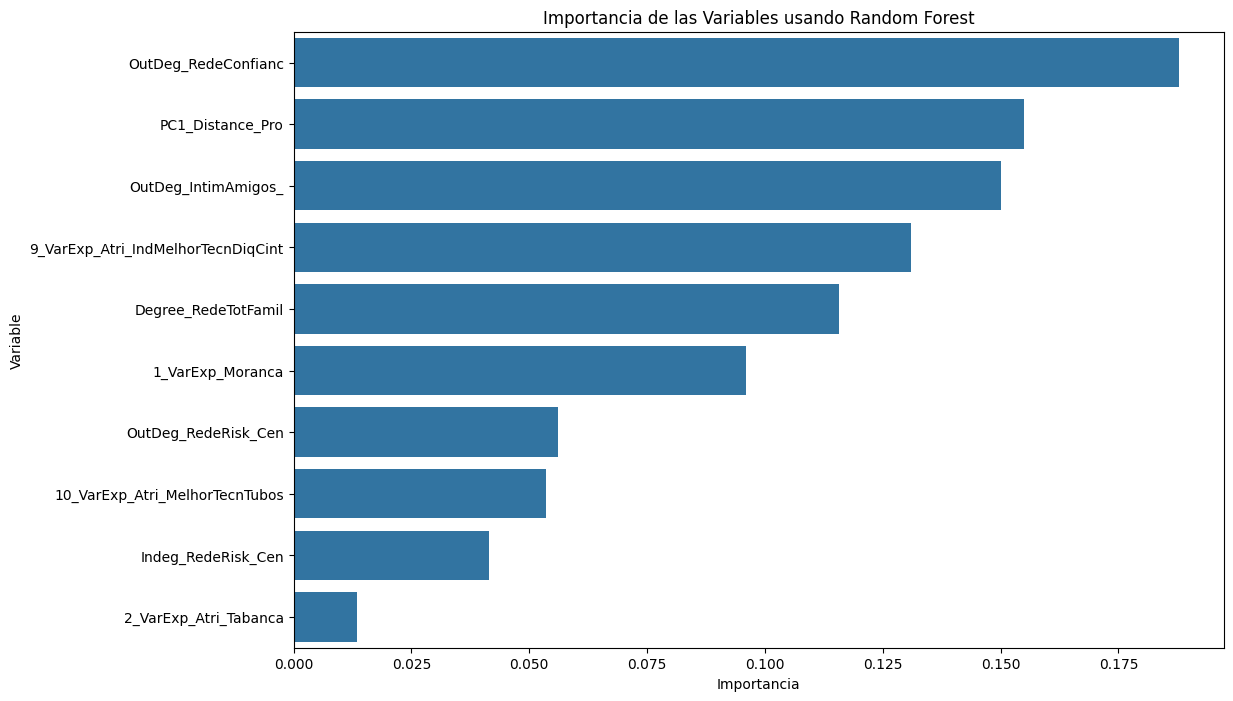 Importancia de las Variables usando Random Forest
OutDeg_RedeConfianc
PC1_Distance_Pro
OutDeg_IntimAmigos_
9_VarExp_Atri_IndMelhorTecnDiqCint
Degree_RedeTotFamil
1_VarExp_Moranca
OutDeg_RedeRisk_Cen
10_VarExp_Atri_MelhorTecnTubos
Indeg_RedeRisk_Cen
2_VarExp_Atri_Tabanca
Variable
0.000 0.025 0.050 0.075 0.100 0.125 0.150 0.175
Importancia